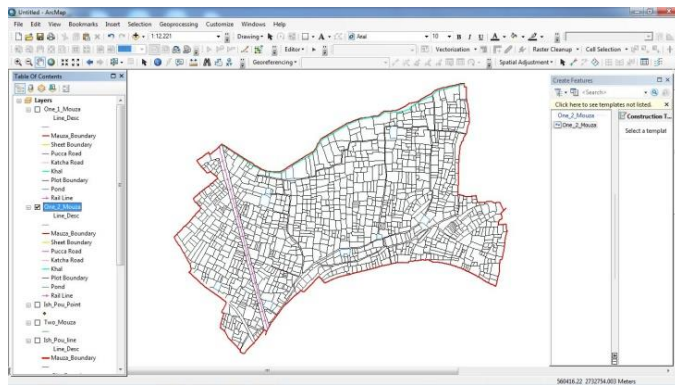 Untitled - ArcMap
File Edit View Bookmarks Insert Selection Geoprocessing Customize Windows Help
1:12,221 Drawing Arial 10 B I U A
Editor Vectorization Raster Cleanup Cell Selection
Georeferencing Spatial Adjustment
Table Of Contents
Layers
One_1_Mouza
Line_Desc
Mauza_Boundary
Sheet Boundary
Pucca Road
Katcha Road
Khal
Plot Boundary
Pond
Rail Line
One_2_Mouza
Line_Desc
Mauza_Boundary
Sheet Boundary
Pucca Road
Katcha Road
Khal
Plot Boundary
Pond
Rail Line
Ish_Pou_Point
Two_Mouza
Ish_Pou_line
Line_Desc
Mauza_Boundary
Create Features
<Search>
Click here to see templates not listed.
One_2_Mouza
One_2_Mouza
Construction T...
Select a templat
560416.22 2732734.003 Meters